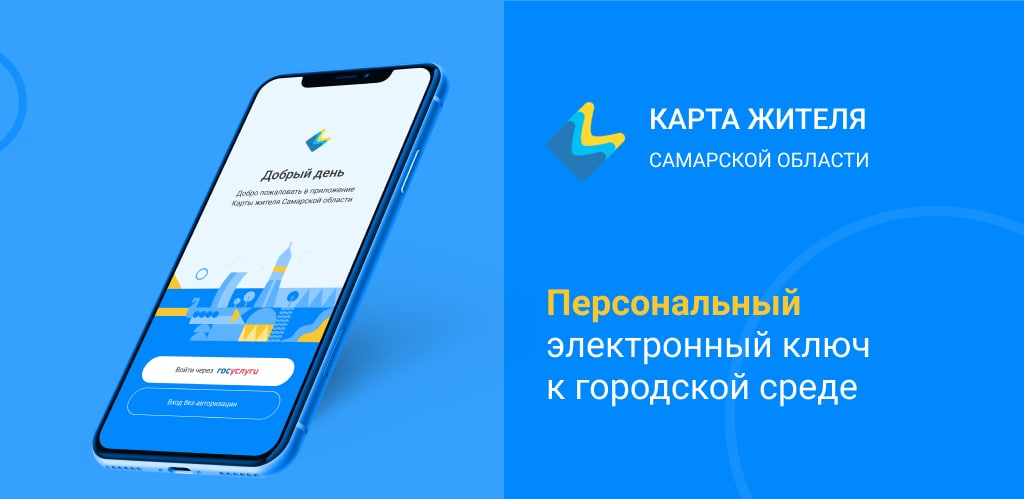 Добрый день
Добро пожаловать в приложение
Карты жителя Самарской области
Войти через госуслуги
Вход без авторизации
КАРТА ЖИТЕЛЯ
САМАРСКОЙ ОБЛАСТИ
Персональный
электронный ключ
к городской среде